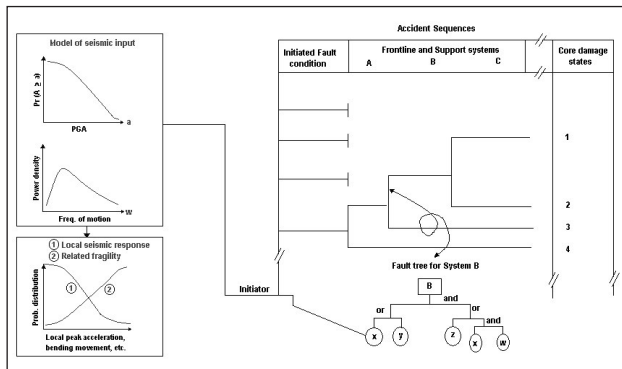 Accident Sequences
Model of seismic input
Pr (A ≥ a)
PGA
a
Power density
Freq. of motion
W
① Local seismic response
② Related fragility
Prob. distribution
①
②
Local peak acceleration,
bending movement, etc.
Initiated Fault
condition
Frontline and Support systems
A B C
Core damage
states
1
2
3
4
Fault tree for System B
Initiator
B
and
or
or
and
x
y
z
x
w